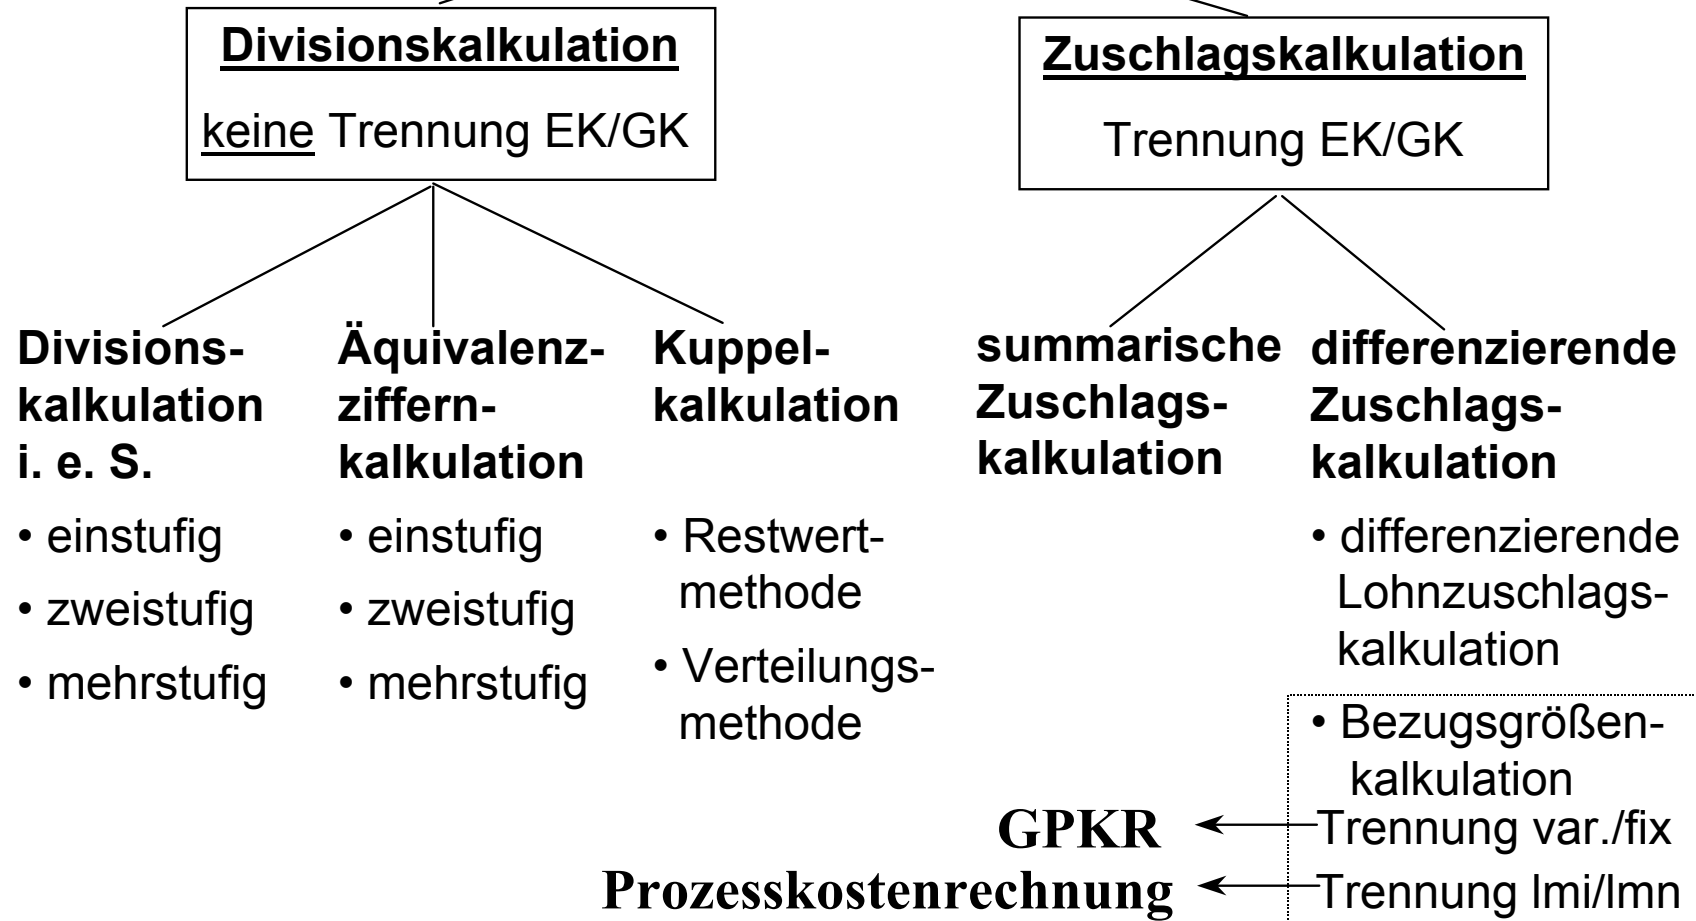 Divisionskalkulation
keine Trennung EK/GK
Zuschlagskalkulation
Trennung EK/GK
Divisions-
kalkulation
i. e. S.
• einstufig
• zweistufig
• mehrstufig
Äquivalenz-
ziffern-
kalkulation
• einstufig
• zweistufig
• mehrstufig
Kuppel-
kalkulation
• Restwert-
methode
• Verteilungs-
methode
summarische
Zuschlags-
kalkulation
differenzierende
Zuschlags-
kalkulation
• differenzierende
Lohnzuschlags-
kalkulation
• Bezugsgrößen-
kalkulation
GPKR
Trennung var./fix
Prozesskostenrechnung
Trennung lmi/lmn